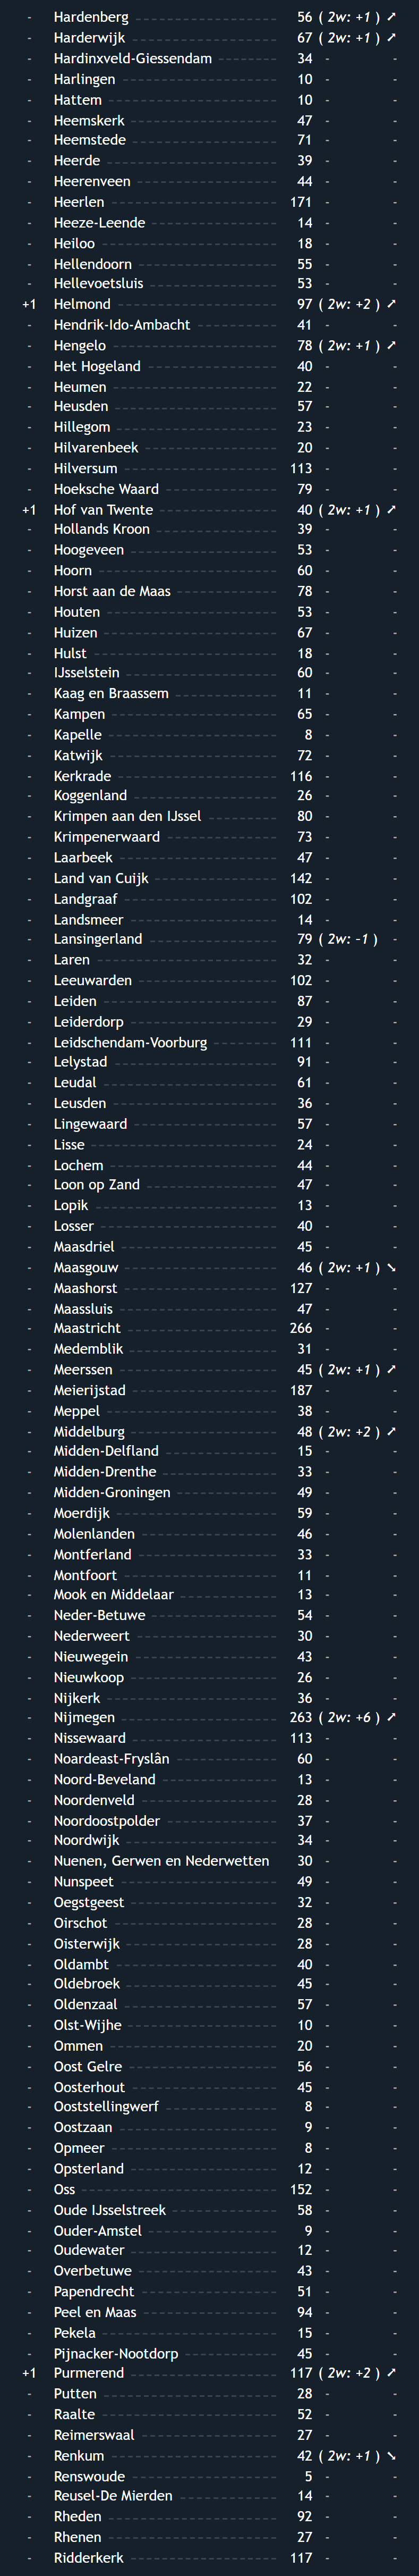 - Hardenberg 56 ( 2w: +1 ) ➚
- Harderwijk 67 ( 2w: +1 ) ➚
- Hardinxveld-Giessendam 34 - -
- Harlingen 10 - -
- Hattem 10 - -
- Heemskerk 47 - -
- Heemstede 71 - -
- Heerde 39 - -
- Heerenveen 44 - -
- Heerlen 171 - -
- Heeze-Leende 14 - -
- Heiloo 18 - -
- Hellendoorn 55 - -
- Hellevoetsluis 53 - -
+1 Helmond 97 ( 2w: +2 ) ➚
- Hendrik-Ido-Ambacht 41 - -
- Hengelo 78 ( 2w: +1 ) ➚
- Het Hogeland 40 - -
- Heumen 22 - -
- Heusden 57 - -
- Hillegom 23 - -
- Hilvarenbeek 20 - -
- Hilversum 113 - -
- Hoeksche Waard 79 - -
+1 Hof van Twente 40 ( 2w: +1 ) ➚
- Hollands Kroon 39 - -
- Hoogeveen 53 - -
- Hoorn 60 - -
- Horst aan de Maas 78 - -
- Houten 53 - -
- Huizen 67 - -
- Hulst 18 - -
- IJsselstein 60 - -
- Kaag en Braassem 11 - -
- Kampen 65 - -
- Kapelle 8 - -
- Katwijk 72 - -
- Kerkrade 116 - -
- Koggenland 26 - -
- Krimpen aan den IJssel 80 - -
- Krimpenerwaard 73 - -
- Laarbeek 47 - -
- Land van Cuijk 142 - -
- Landgraaf 102 - -
- Landsmeer 14 - -
- Lansingerland 79 ( 2w: -1 ) -
- Laren 32 - -
- Leeuwarden 102 - -
- Leiden 87 - -
- Leiderdorp 29 - -
- Leidschendam-Voorburg 111 - -
- Lelystad 91 - -
- Leudal 61 - -
- Leusden 36 - -
- Lingewaard 57 - -
- Lisse 24 - -
- Lochem 44 - -
- Loon op Zand 47 - -
- Lopik 13 - -
- Losser 40 - -
- Maasdriel 45 - -
- Maasgouw 46 ( 2w: +1 ) ➘
- Maashorst 127 - -
- Maassluis 47 - -
- Maastricht 266 - -
- Medemblik 31 - -
- Meerssen 45 ( 2w: +1 ) ➚
- Meierijstad 187 - -
- Meppel 38 - -
- Middelburg 48 ( 2w: +2 ) ➚
- Midden-Delfland 15 - -
- Midden-Drenthe 33 - -
- Midden-Groningen 49 - -
- Moerdijk 59 - -
- Molenlanden 46 - -
- Montferland 33 - -
- Montfoort 11 - -
- Mook en Middelaar 13 - -
- Neder-Betuwe 54 - -
- Nederweert 30 - -
- Nieuwegein 43 - -
- Nieuwkoop 26 - -
- Nijkerk 36 - -
- Nijmegen 263 ( 2w: +6 ) ➚
- Nissewaard 113 - -
- Noardeast-Fryslân 60 - -
- Noord-Beveland 13 - -
- Noordenveld 28 - -
- Noordoostpolder 37 - -
- Noordwijk 34 - -
- Nuenen, Gerwen en Nederwetten 30 - -
- Nunspeet 49 - -
- Oegstgeest 32 - -
- Oirschot 28 - -
- Oisterwijk 28 - -
- Oldambt 40 - -
- Oldebroek 45 - -
- Oldenzaal 57 - -
- Olst-Wijhe 10 - -
- Ommen 20 - -
- Oost Gelre 56 - -
- Oosterhout 45 - -
- Ooststellingwerf 8 - -
- Oostzaan 9 - -
- Opmeer 8 - -
- Opsterland 12 - -
- Oss 152 - -
- Oude IJsselstreek 58 - -
- Ouder-Amstel 9 - -
- Oudewater 12 - -
- Overbetuwe 43 - -
- Papendrecht 51 - -
- Peel en Maas 94 - -
- Pekela 15 - -
- Pijnacker-Nootdorp 45 - -
+1 Purmerend 117 ( 2w: +2 ) ➚
- Putten 28 - -
- Raalte 52 - -
- Reimerswaal 27 - -
- Renkum 42 ( 2w: +1 ) ➘
- Renswoude 5 - -
- Reusel-De Mierden 14 - -
- Rheden 92 - -
- Rhenen 27 - -
- Ridderkerk 117 - -